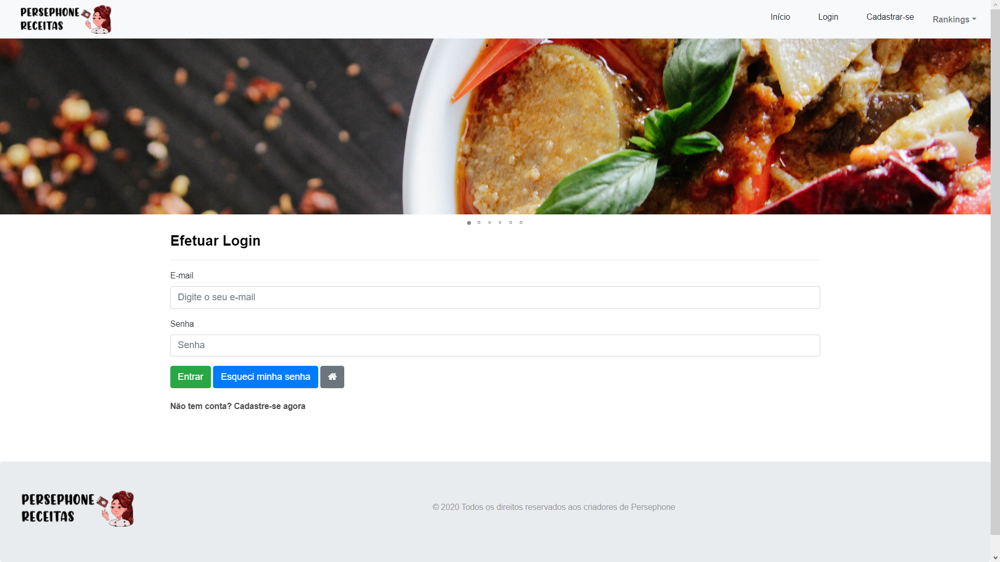 PERSEPHONE
RECEITAS
Início
Login
Cadastrar-se
Rankings
Efetuar Login
E-mail
Digite o seu e-mail
Senha
Senha
Entrar
Esqueci minha senha
Não tem conta? Cadastre-se agora
PERSEPHONE
RECEITAS
© 2020 Todos os direitos reservados aos criadores de Persephone